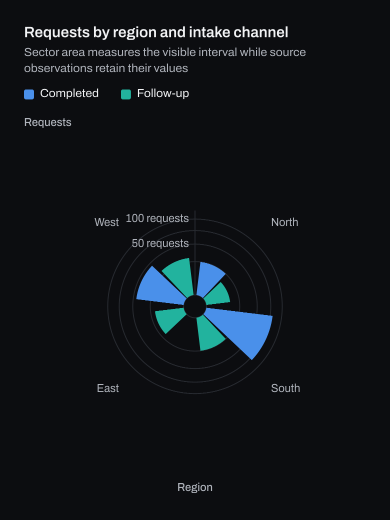 Requests by region and intake channel
Sector area measures the visible interval while source
observations retain their values
Completed
Follow-up
Requests
100 requests
West
North
50 requests
East
South
Region